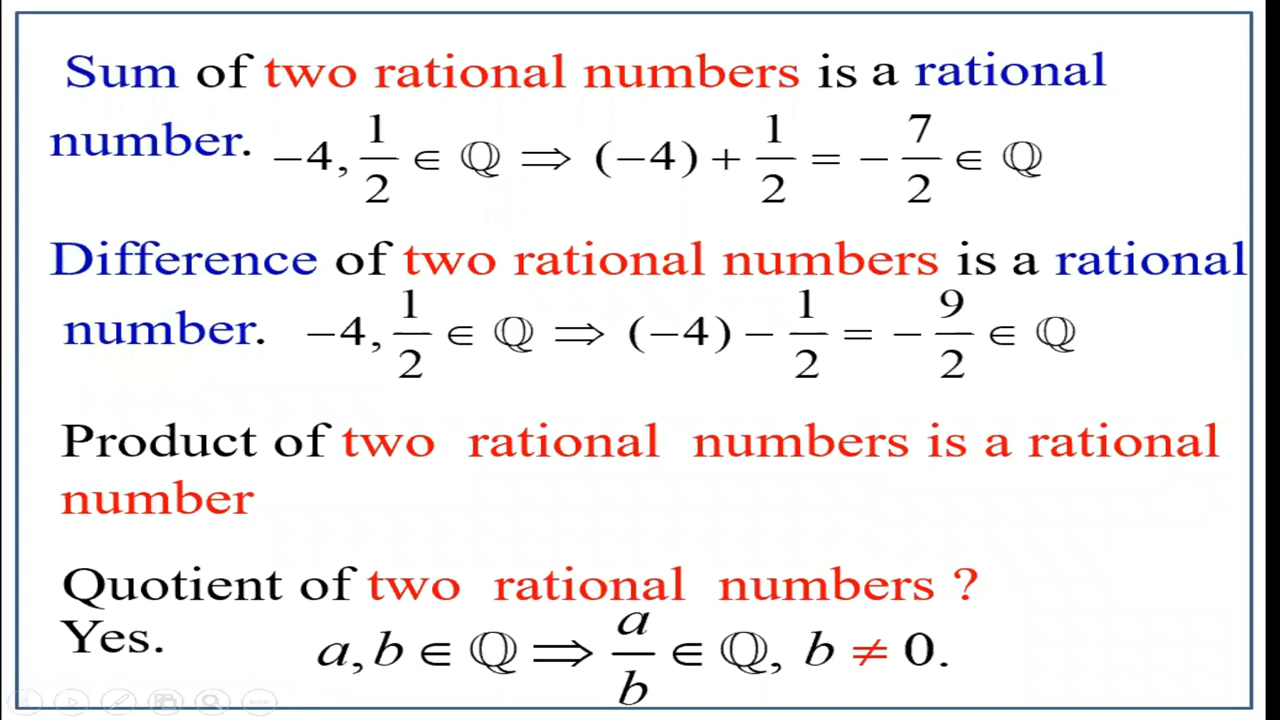 Sum of two rational numbers is a rational
number. −4, 1/2 ∈ ℚ ⟹ (−4) + 1/2 = − 7/2 ∈ ℚ
Difference of two rational numbers is a rational
number. −4, 1/2 ∈ ℚ ⟹ (−4) − 1/2 = − 9/2 ∈ ℚ
Product of two rational numbers is a rational
number
Quotient of two rational numbers ?
Yes. a, b ∈ ℚ ⟹ a/b ∈ ℚ, b ≠ 0.